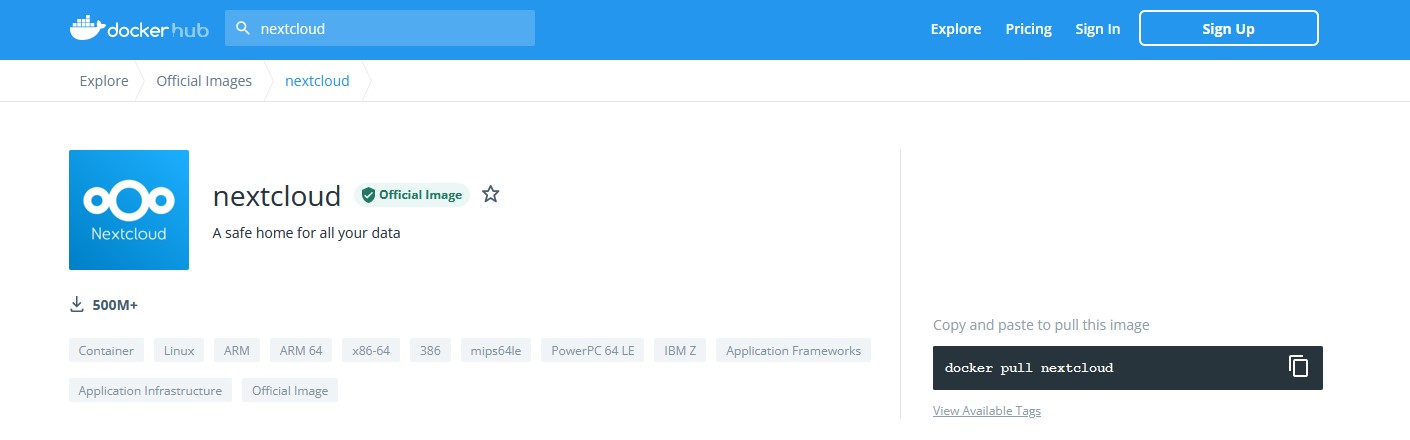 docker hub nextcloud Explore Pricing Sign In Sign Up
Explore Official Images nextcloud
nextcloud Official Image
Nextcloud
A safe home for all your data
500M+
Copy and paste to pull this image
Container Linux ARM ARM 64 x86-64 386 mips64le PowerPC 64 LE IBM Z Application Frameworks
docker pull nextcloud
Application Infrastructure Official Image
View Available Tags